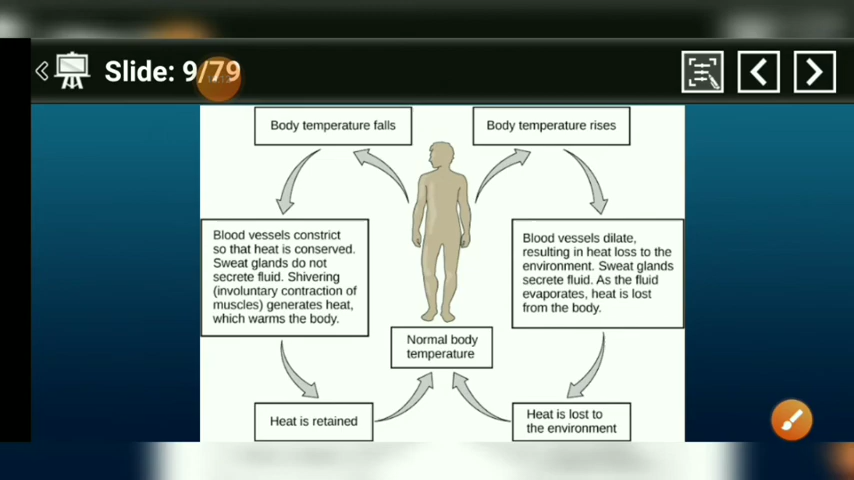 Slide: 9/79
Body temperature falls
Body temperature rises
Blood vessels constrict
so that heat is conserved.
Sweat glands do not
secrete fluid. Shivering
(involuntary contraction of
muscles) generates heat,
which warms the body.
Blood vessels dilate,
resulting in heat loss to the
environment. Sweat glands
secrete fluid. As the fluid
evaporates, heat is lost
from the body.
Normal body
temperature
Heat is retained
Heat is lost to
the environment